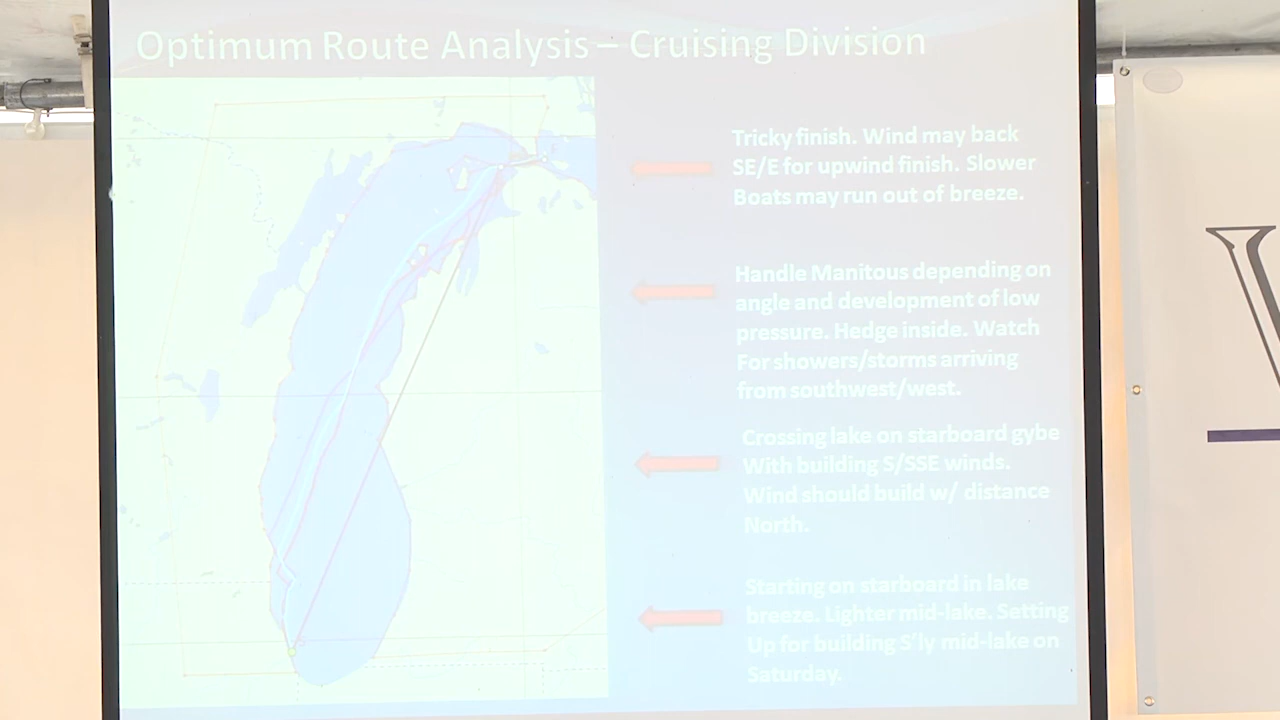 Optimum Route Analysis – Cruising Division
Tricky finish. Wind may back
SE/E for upwind finish. Slower
Boats may run out of breeze.
Handle Manitous depending on
angle and development of low
pressure. Hedge inside. Watch
For showers/storms arriving
from southwest/west.
Crossing lake on starboard gybe
With building S/SSE winds.
Wind should build w/ distance
North.
Starting on starboard in lake
breeze. Lighter mid-lake. Setting
Up for building S'ly mid-lake on
Saturday.